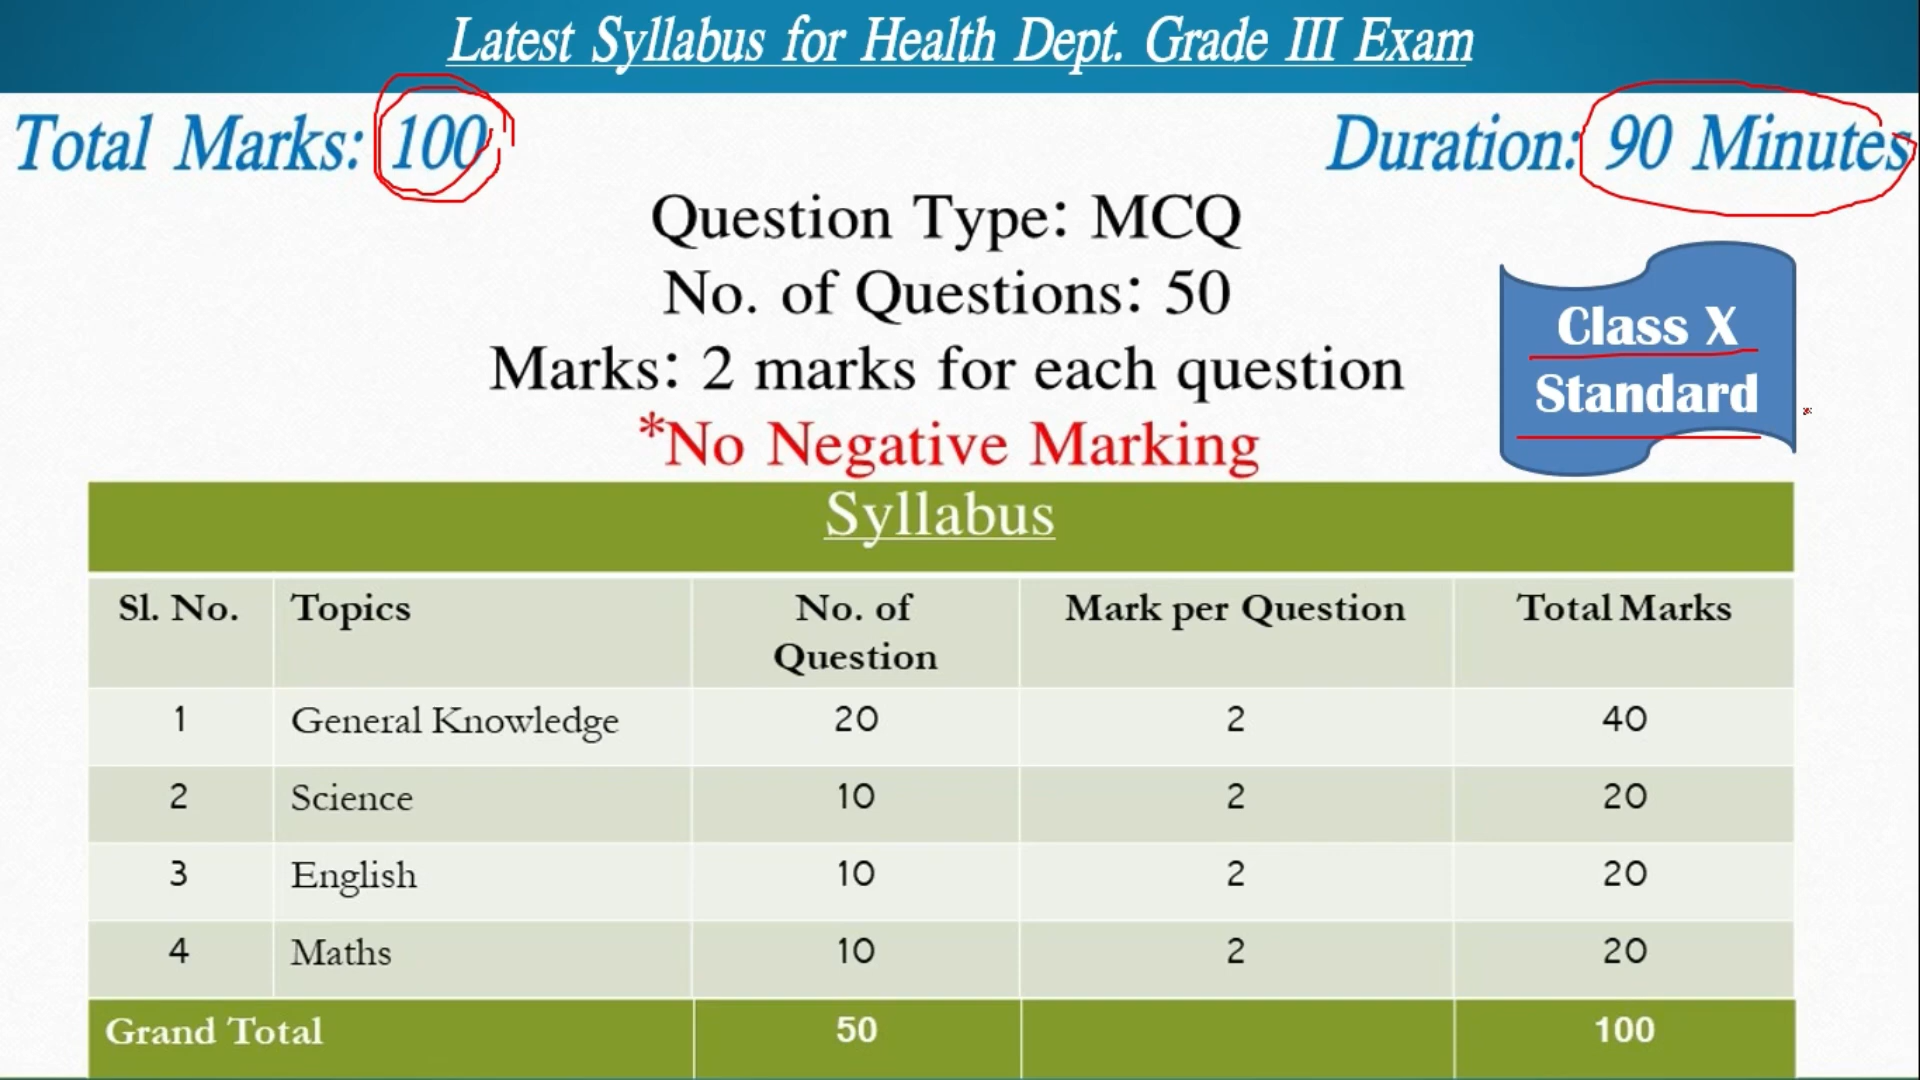 Latest Syllabus for Health Dept. Grade III Exam
Total Marks: 100
Duration: 90 Minutes
Question Type: MCQ
No. of Questions: 50
Marks: 2 marks for each question
*No Negative Marking
Class X
Standard
Syllabus
Sl. No. Topics No. of Question Mark per Question Total Marks
1 General Knowledge 20 2 40
2 Science 10 2 20
3 English 10 2 20
4 Maths 10 2 20
Grand Total 50 100